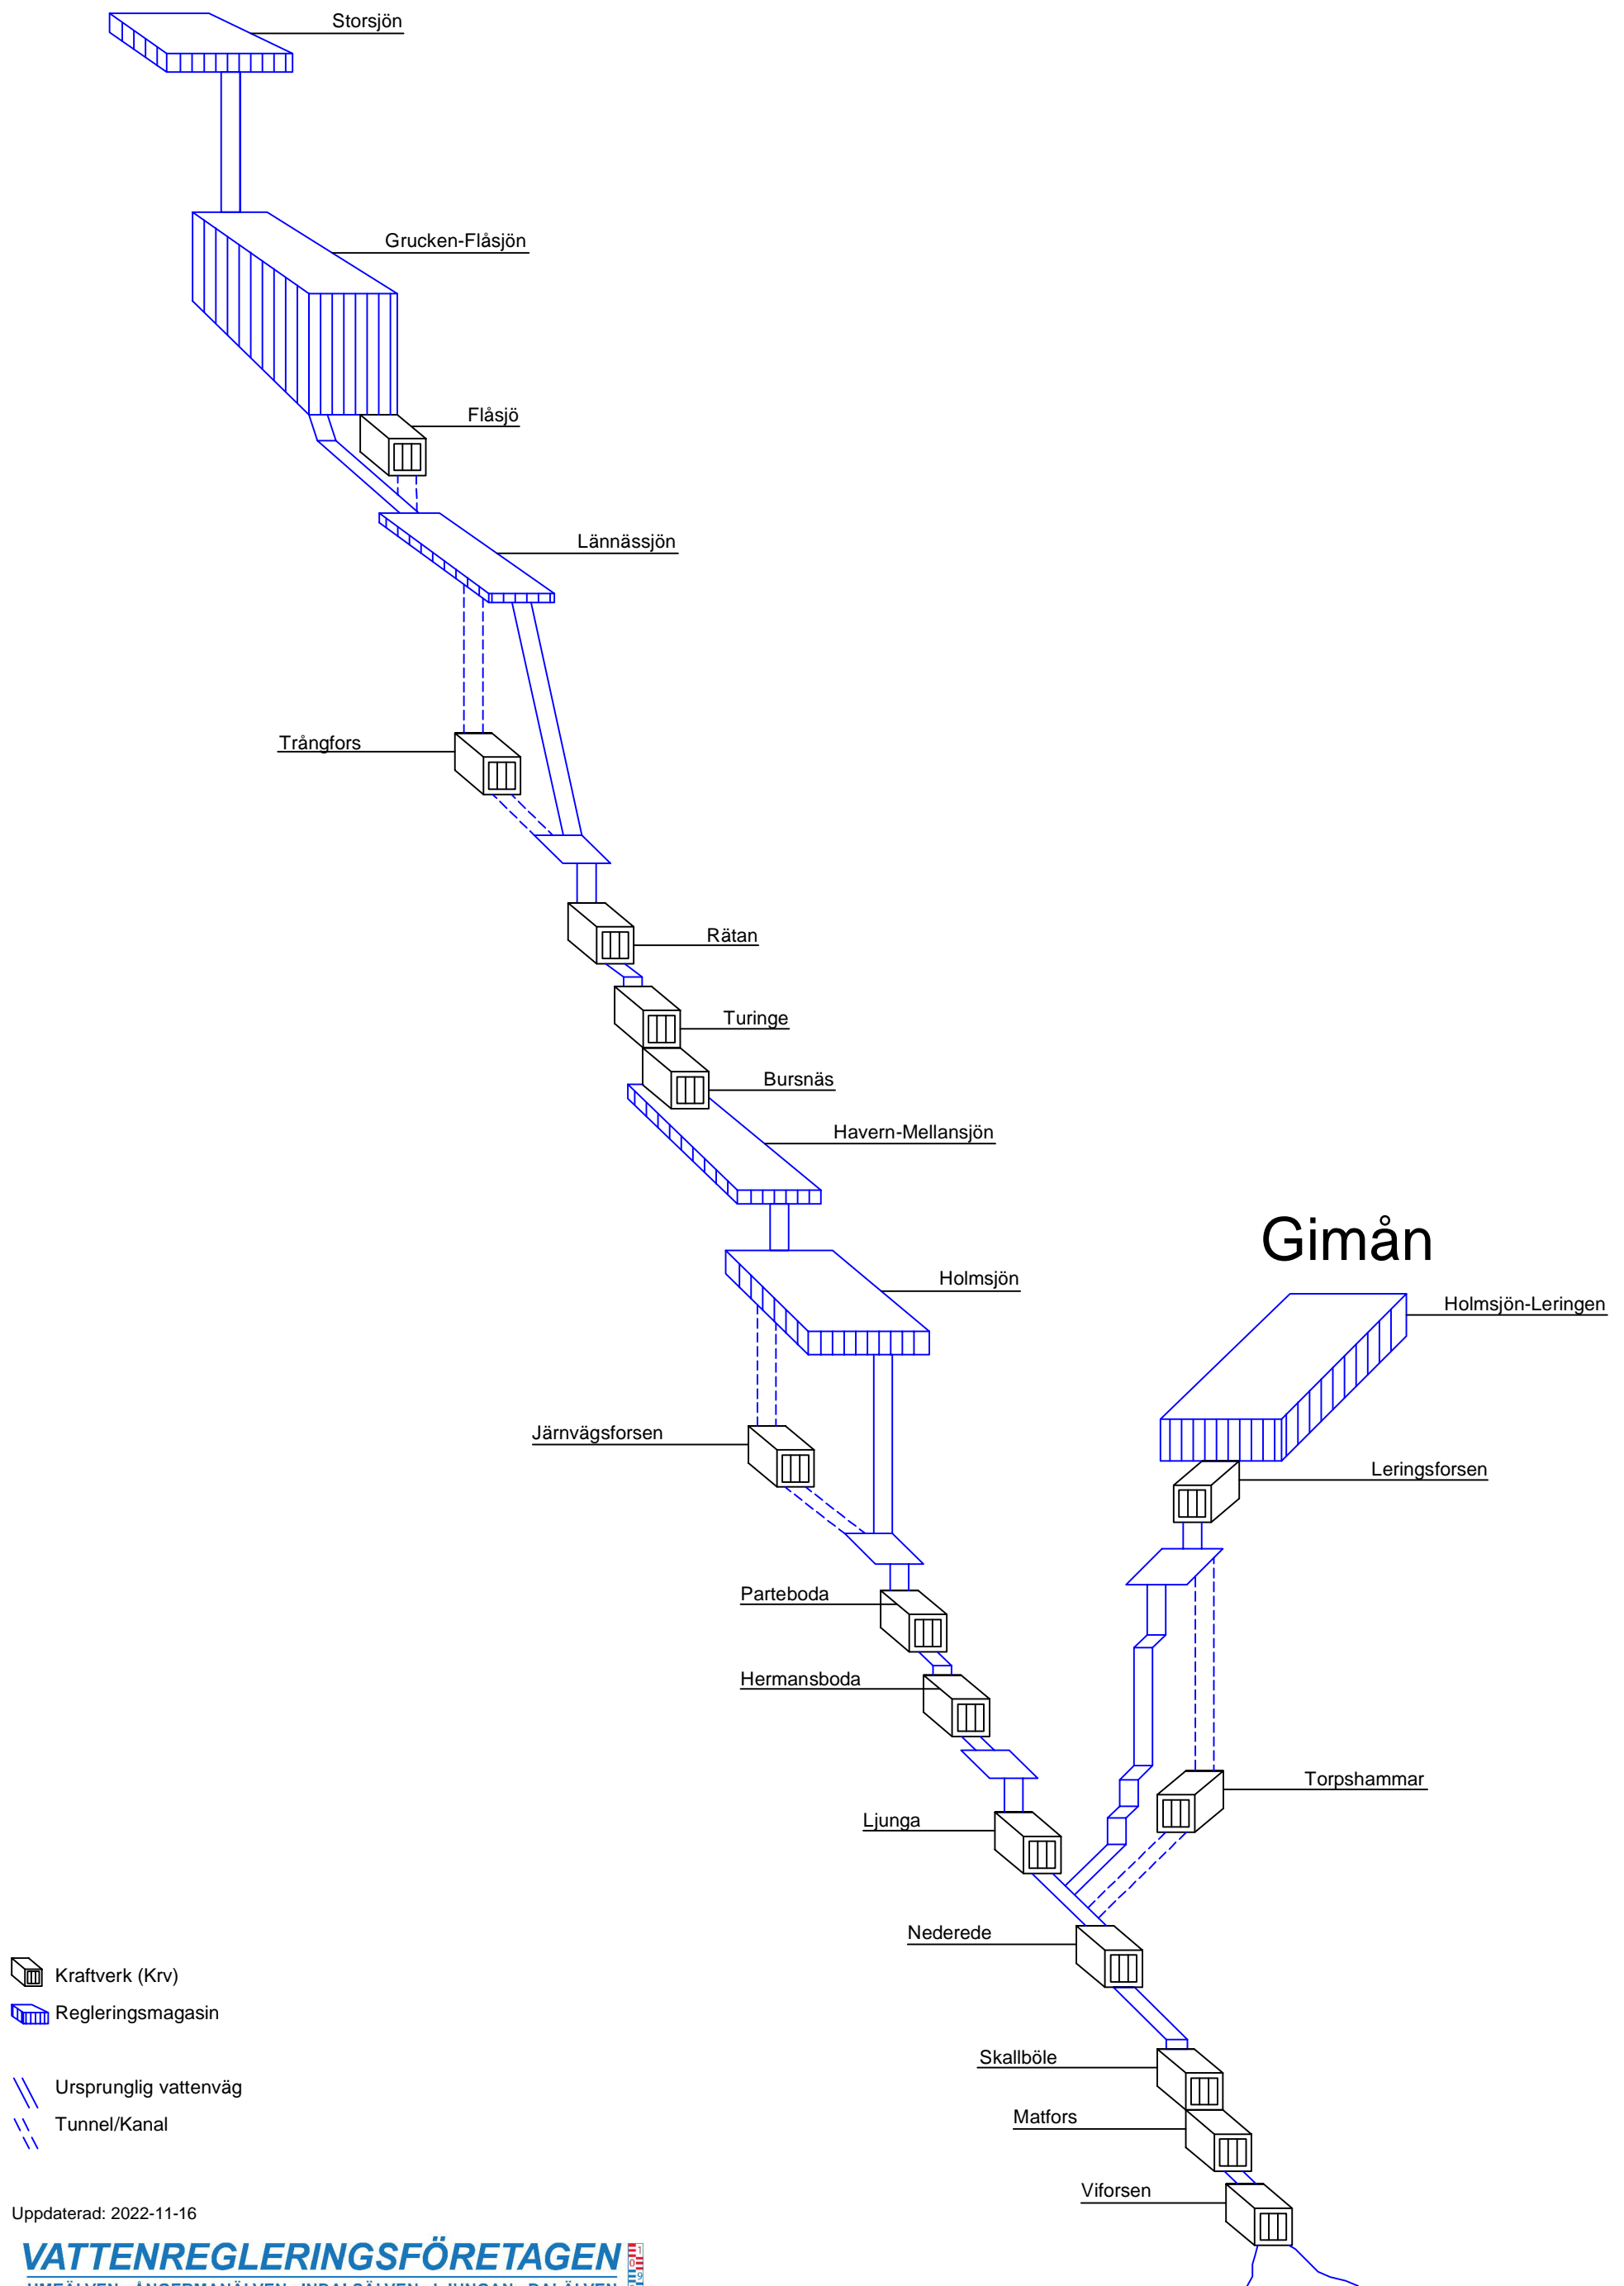 Storsjön
Grucken-Flåsjön
Flåsjö
Lännässjön
Trångfors
Rätan
Turinge
Bursnäs
Havern-Mellansjön
Gimån
Holmsjön
Holmsjön-Leringen
Järnvägsforsen
Leringsforsen
Parteboda
Hermansboda
Torpshammar
Ljunga
Nederede
Kraftverk (Krv)
Regleringsmagasin
Skallböle
Ursprunglig vattenväg
Matfors
Tunnel/Kanal
Viforsen
Uppdaterad: 2022-11-16
VATTENREGLERINGSFÖRETAGEN